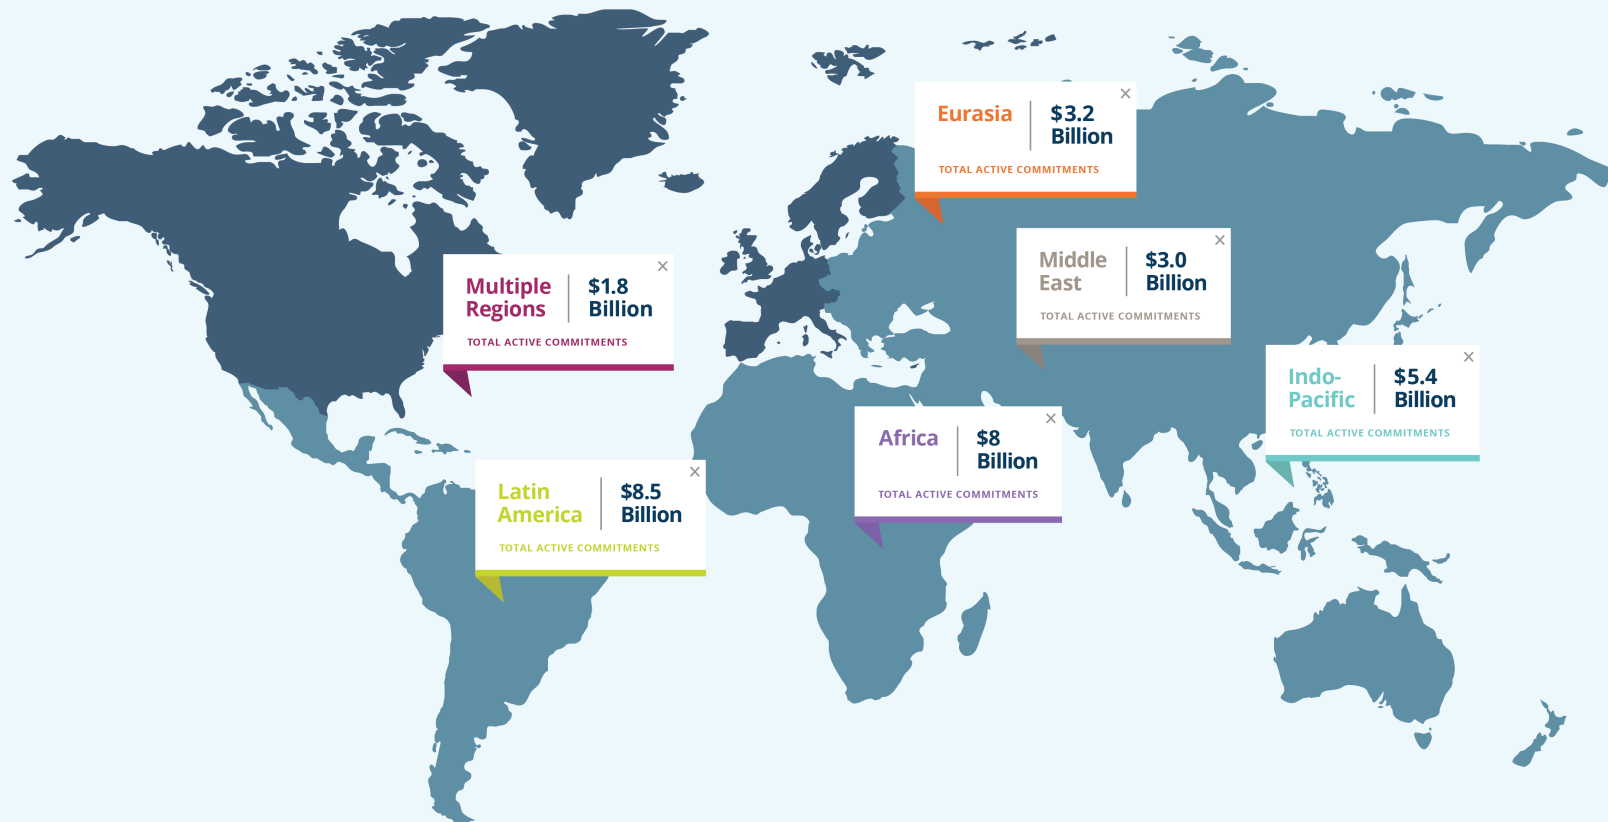 Eurasia
$3.2
Billion
TOTAL ACTIVE COMMITMENTS
Middle
East
$3.0
Billion
TOTAL ACTIVE COMMITMENTS
Multiple
Regions
$1.8
Billion
TOTAL ACTIVE COMMITMENTS
Indo-
Pacific
$5.4
Billion
TOTAL ACTIVE COMMITMENTS
Africa
$8
Billion
TOTAL ACTIVE COMMITMENTS
Latin
America
$8.5
Billion
TOTAL ACTIVE COMMITMENTS